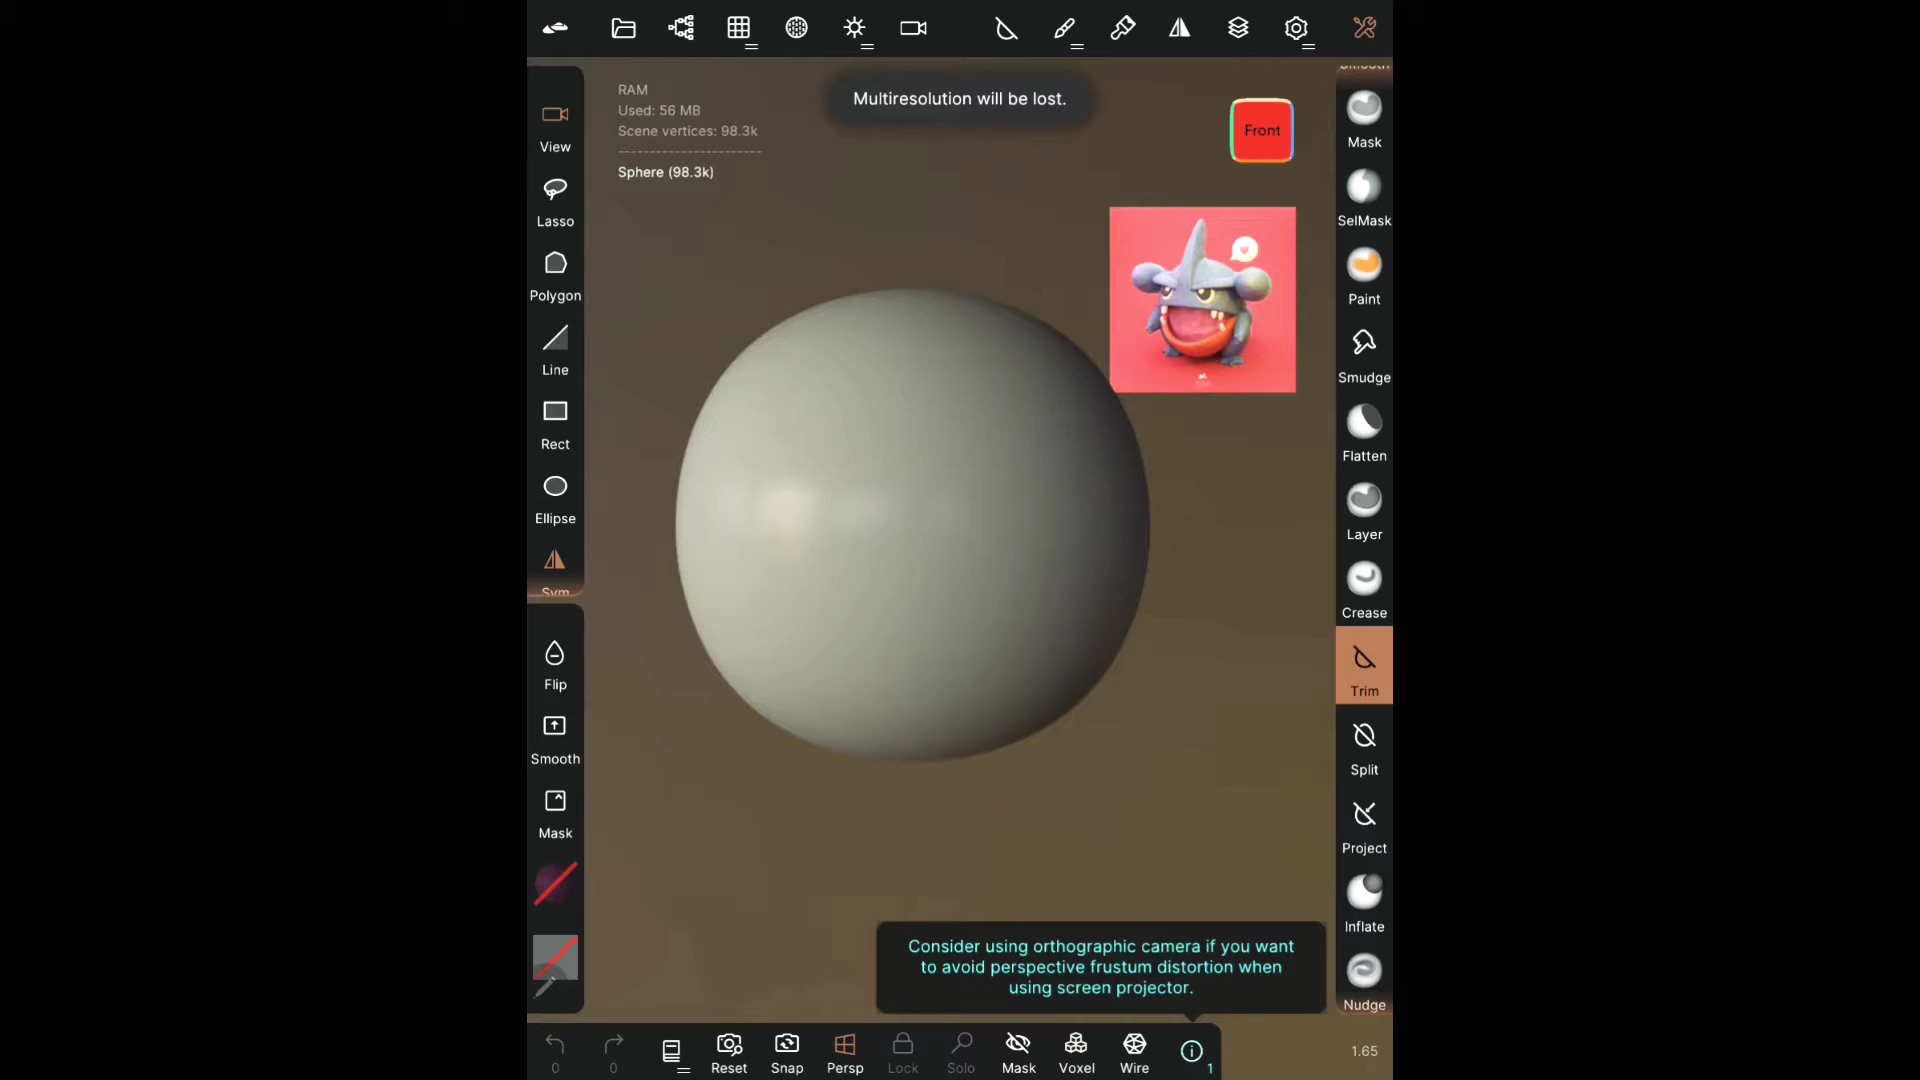 RAM
Used: 56 MB
Scene vertices: 98.3k
Sphere (98.3k)
Multiresolution will be lost.
Front
View
Lasso
Polygon
Line
Rect
Ellipse
Sym
Flip
Smooth
Mask
Smooth
Mask
SelMask
Paint
Smudge
Flatten
Layer
Crease
Trim
Split
Project
Inflate
Nudge
Consider using orthographic camera if you want
to avoid perspective frustum distortion when
using screen projector.
0
0
Reset
Snap
Persp
Lock
Solo
Mask
Voxel
Wire
1
1.65